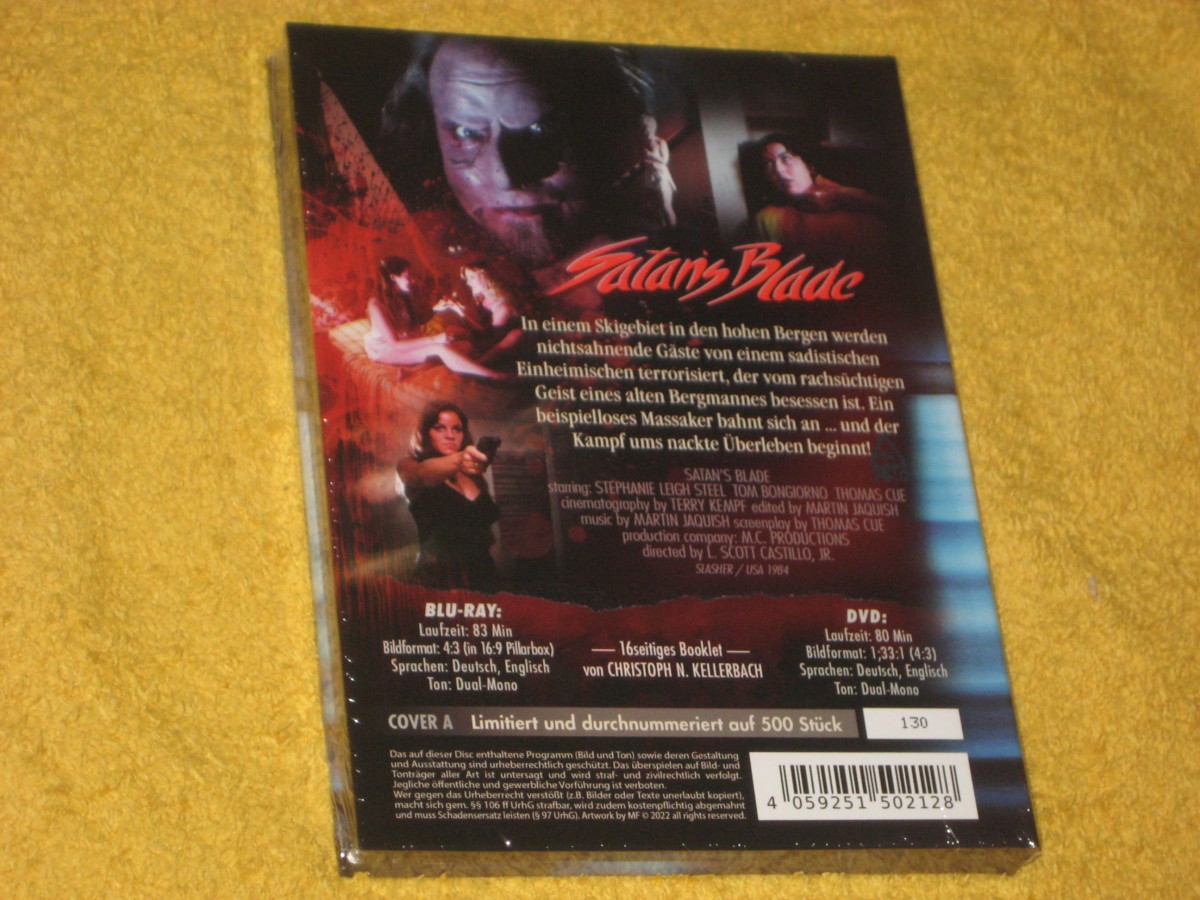 Satan's Blade
In einem Skigebiet in den hohen Bergen werden
nichtsahnende Gäste von einem sadistischen
Einheimischen terrorisiert, der vom rachsüchtigen
Geist eines alten Bergmannes besessen ist. Ein
beispielloses Massaker bahnt sich an ... und der
Kampf ums nackte Überleben beginnt!
SATAN'S BLADE
starring: STEPHANIE LEIGH STEEL TOM BONGIORNO THOMAS CUE
cinematography by TERRY KEMPF edited by MARTIN JAQUISH
music by MARTIN JAQUISH screenplay by THOMAS CUE
production company: M.C. PRODUCTIONS
directed by L. SCOTT CASTILLO, JR.
SLASHER / USA 1984
BLU-RAY:
Laufzeit: 83 Min
Bildformat: 4:3 (in 16:9 Pillarbox)
Sprachen: Deutsch, Englisch
Ton: Dual-Mono
— 16seitiges Booklet —
von CHRISTOPH N. KELLERBACH
DVD:
Laufzeit: 80 Min
Bildformat: 1;33:1 (4:3)
Sprachen: Deutsch, Englisch
Ton: Dual-Mono
COVER A Limitiert und durchnummeriert auf 500 Stück 130
Das auf dieser Disc enthaltene Programm (Bild und Ton) sowie deren Gestaltung
und Ausstattung sind urheberrechtlich geschützt. Das überspielen auf Bild- und
Tonträger aller Art ist untersagt und wird straf- und zivilrechtlich verfolgt.
Jegliche öffentliche und gewerbliche Vorführung ist verboten.
Wer gegen das Urheberrecht verstößt (z.B. Bilder oder Texte unerlaubt kopiert),
macht sich gem. §§ 106 ff UrhG strafbar, wird zudem kostenpflichtig abgemahnt
und muss Schadensersatz leisten (§ 97 UrhG). Artwork by MF © 2022 all rights reserved.
4 059251 502128